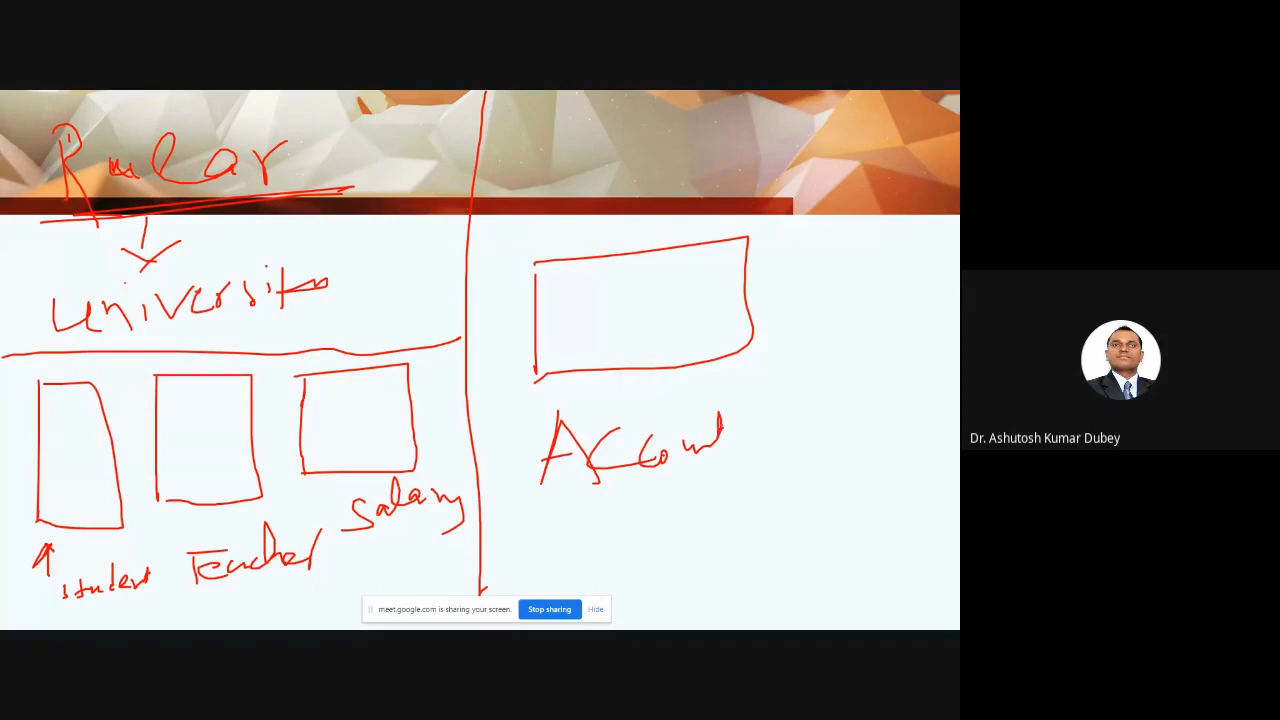 University
Student
Teacher
Salary
Account
meet.google.com is sharing your screen. Stop sharing Hide
Dr. Ashutosh Kumar Dubey